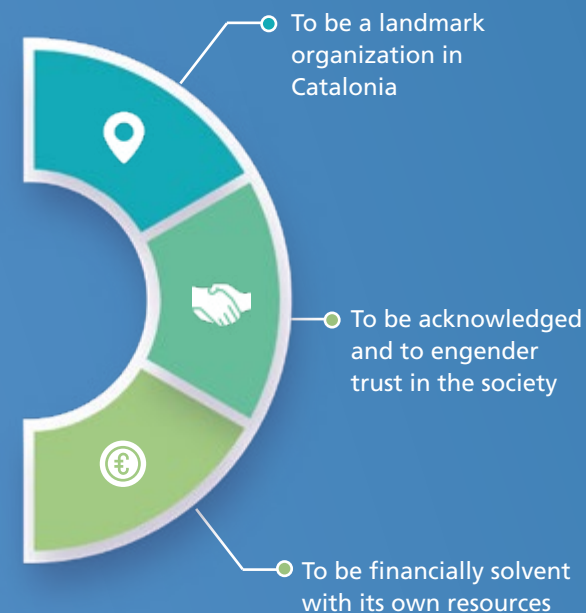 To be a landmark
organization in
Catalonia
To be acknowledged
and to engender
trust in the society
To be financially solvent
with its own resources